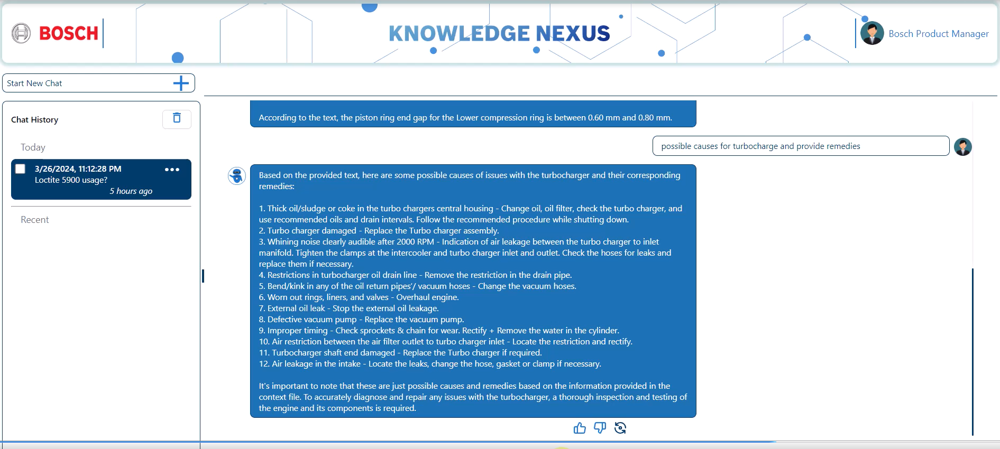 BOSCH
KNOWLEDGE NEXUS
Bosch Product Manager
Start New Chat
Chat History
Today
3/26/2024, 11:12:28 PM
Loctite 5900 usage?
5 hours ago
Recent
According to the text, the piston ring end gap for the Lower compression ring is between 0.60 mm and 0.80 mm.
possible causes for turbocharge and provide remedies
Based on the provided text, here are some possible causes of issues with the turbocharger and their corresponding
remedies:
1. Thick oil/sludge or coke in the turbo chargers central housing - Change oil, oil filter, check the turbo charger, and
use recommended oils and drain intervals. Follow the recommended procedure while shutting down.
2. Turbo charger damaged - Replace the Turbo charger assembly.
3. Whining noise clearly audible after 2000 RPM - Indication of air leakage between the turbo charger to inlet
manifold. Tighten the clamps at the intercooler and turbo charger inlet and outlet. Check the hoses for leaks and
replace them if necessary.
4. Restrictions in turbocharger oil drain line - Remove the restriction in the drain pipe.
5. Bend/kink in any of the oil return pipes'/ vacuum hoses - Change the vacuum hoses.
6. Worn out rings, liners, and valves - Overhaul engine.
7. External oil leak - Stop the external oil leakage.
8. Defective vacuum pump - Replace the vacuum pump.
9. Improper timing - Check sprockets & chain for wear. Rectify + Remove the water in the cylinder.
10. Air restriction between the air filter outlet to turbo charger inlet - Locate the restriction and rectify.
11. Turbocharger shaft end damaged - Replace the Turbo charger if required.
12. Air leakage in the intake - Locate the leaks, change the hose, gasket or clamp if necessary.
It's important to note that these are just possible causes and remedies based on the information provided in the
context file. To accurately diagnose and repair any issues with the turbocharger, a thorough inspection and testing of
the engine and its components is required.